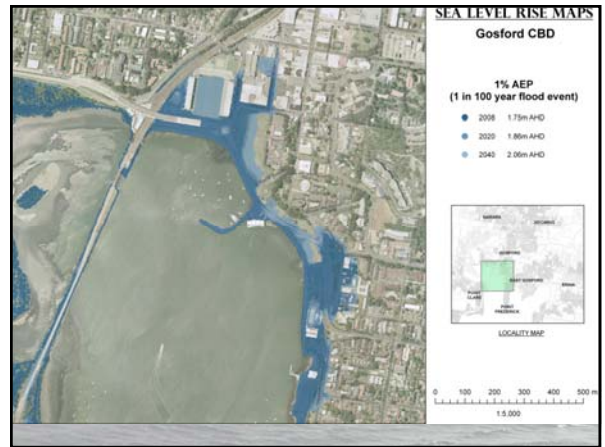 SEA LEVEL RISE MAPS
Gosford CBD
1% AEP
(1 in 100 year flood event)
2008 1.75m AHD
2020 1.86m AHD
2040 2.06m AHD
GOSFORD
EAST GOSFORD
POINT
CLARE
POINT
FREDERICK
LOCALITY MAP
0 100 200 300 400 500 m
1:5,000